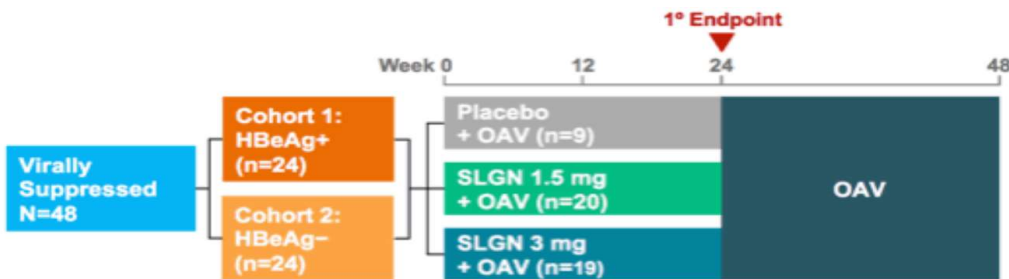 1º Endpoint
Week 0 12 24 48
Virally
Suppressed
N=48
Cohort 1:
HBeAg+
(n=24)
Cohort 2:
HBeAg−
(n=24)
Placebo
+ OAV (n=9)
SLGN 1.5 mg
+ OAV (n=20)
SLGN 3 mg
+ OAV (n=19)
OAV